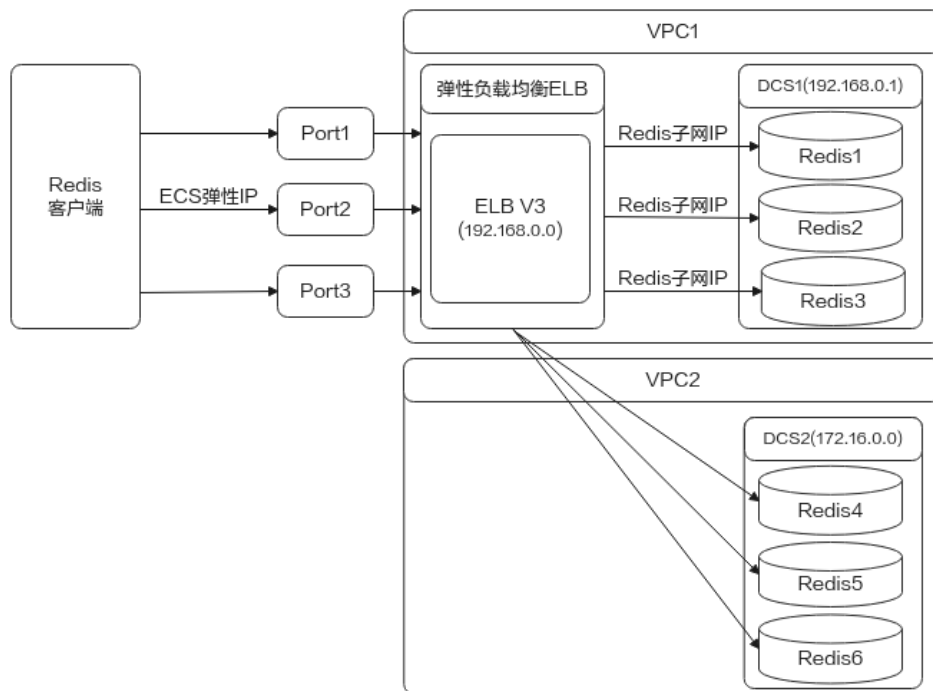 VPC1
Redis
客户端
ECS弹性IP
Port1
Port2
Port3
弹性负载均衡ELB
ELB V3
(192.168.0.0)
Redis子网IP
Redis子网IP
Redis子网IP
DCS1(192.168.0.1)
Redis1
Redis2
Redis3
VPC2
DCS2(172.16.0.0)
Redis4
Redis5
Redis6